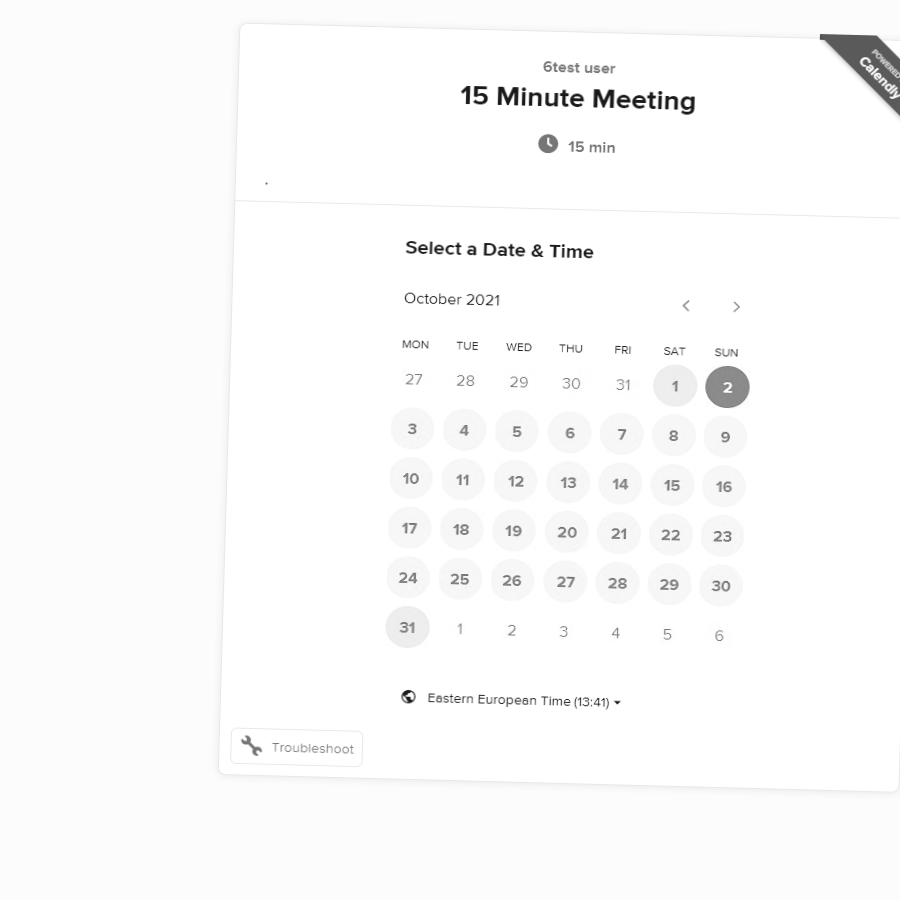 6test user
15 Minute Meeting
15 min
POWERED
Calendly
.
Select a Date & Time
October 2021
MON TUE WED THU FRI SAT SUN
27 28 29 30 31 1 2
3 4 5 6 7 8 9
10 11 12 13 14 15 16
17 18 19 20 21 22 23
24 25 26 27 28 29 30
31 1 2 3 4 5 6
Eastern European Time (13:41)
Troubleshoot